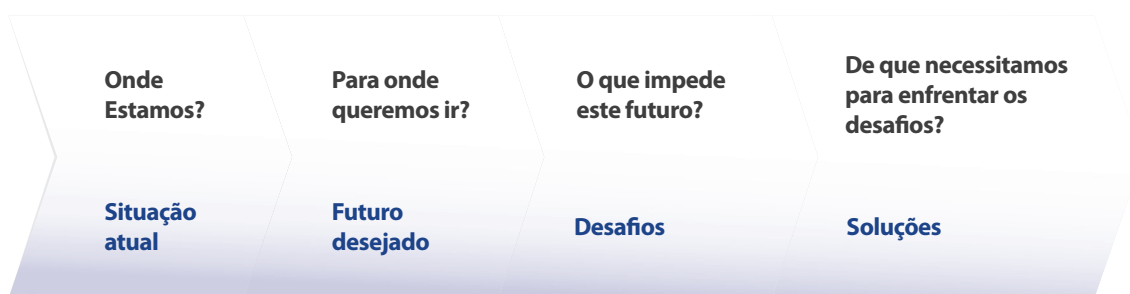 Onde
Estamos?
Para onde
queremos ir?
O que impede
este futuro?
De que necessitamos
para enfrentar os
desafios?
Situação
atual
Futuro
desejado
Desafios
Soluções